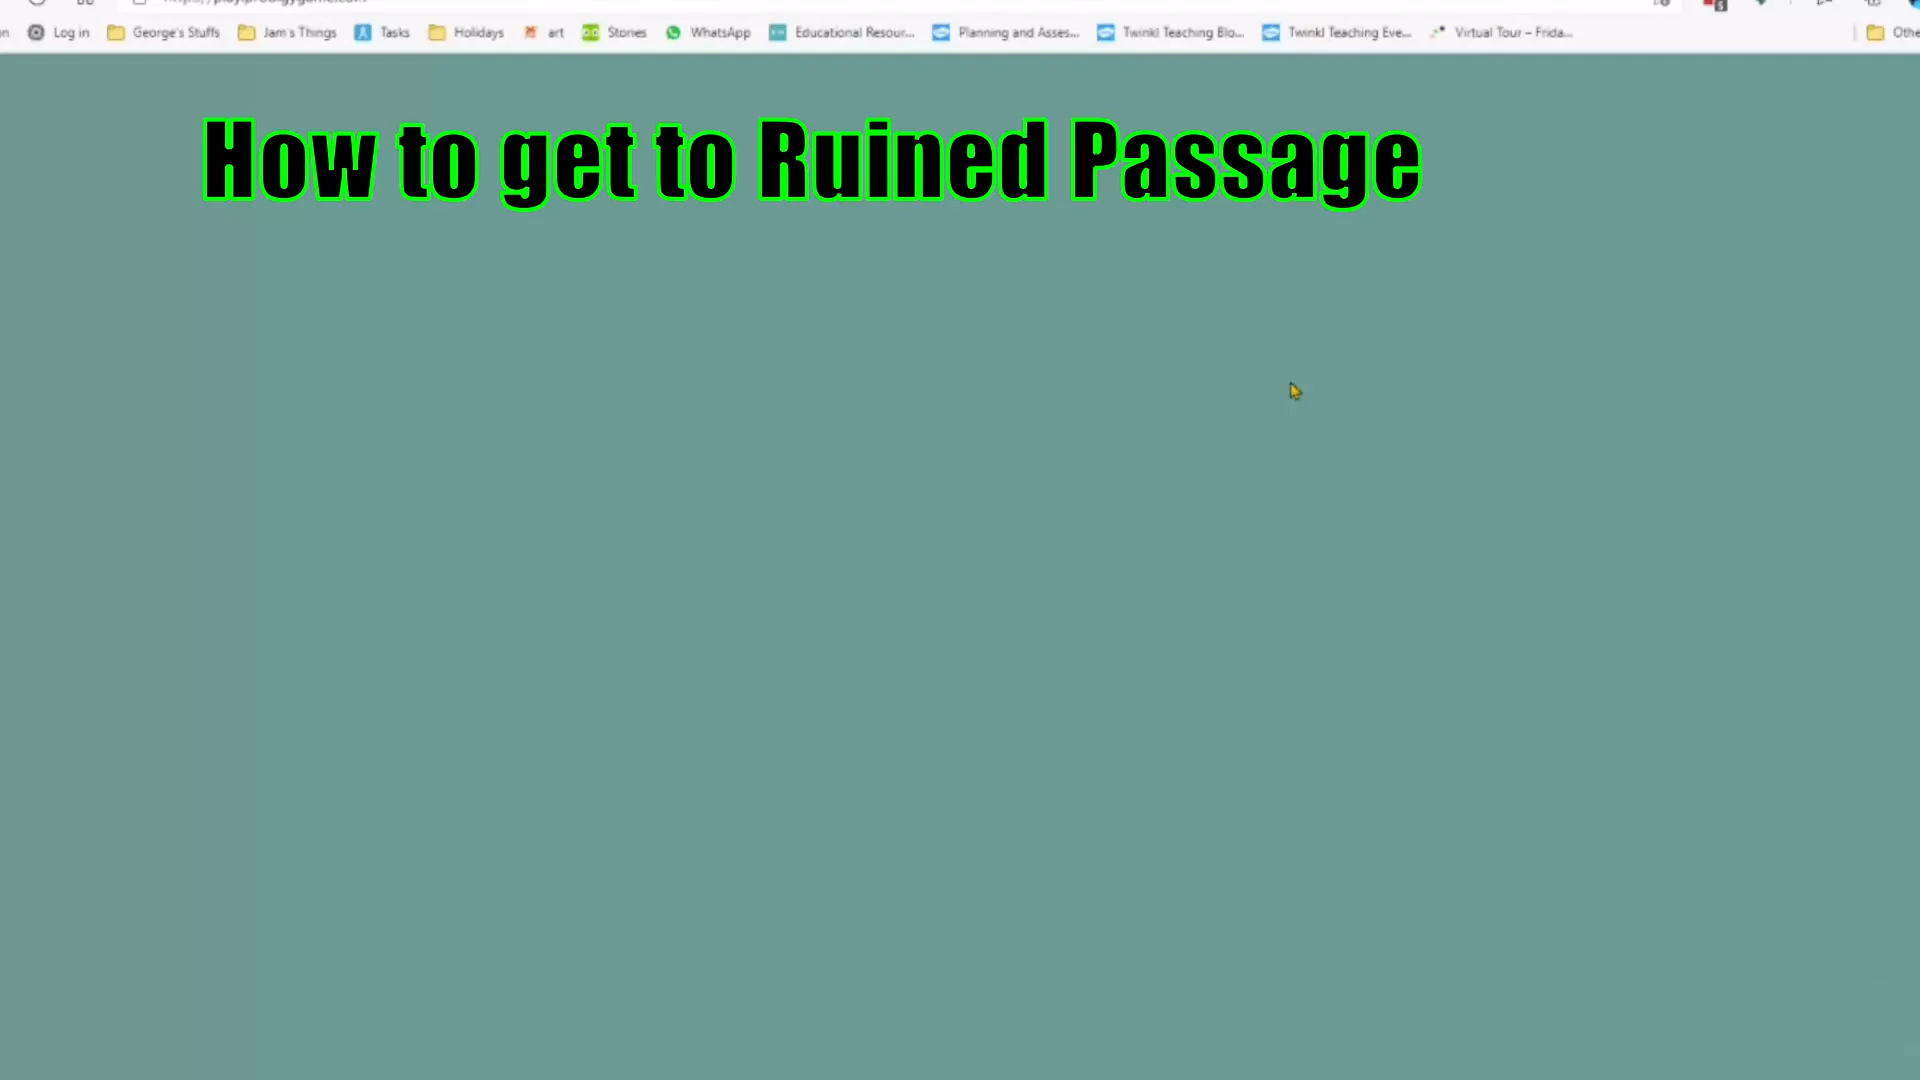 Log in George's Stuffs Jam's Things Tasks Holidays art Stories WhatsApp Educational Resour... Planning and Asses... Twinkl Teaching Blo... Twinkl Teaching Eve... Virtual Tour – Frida... Othe
How to get to Ruined Passage